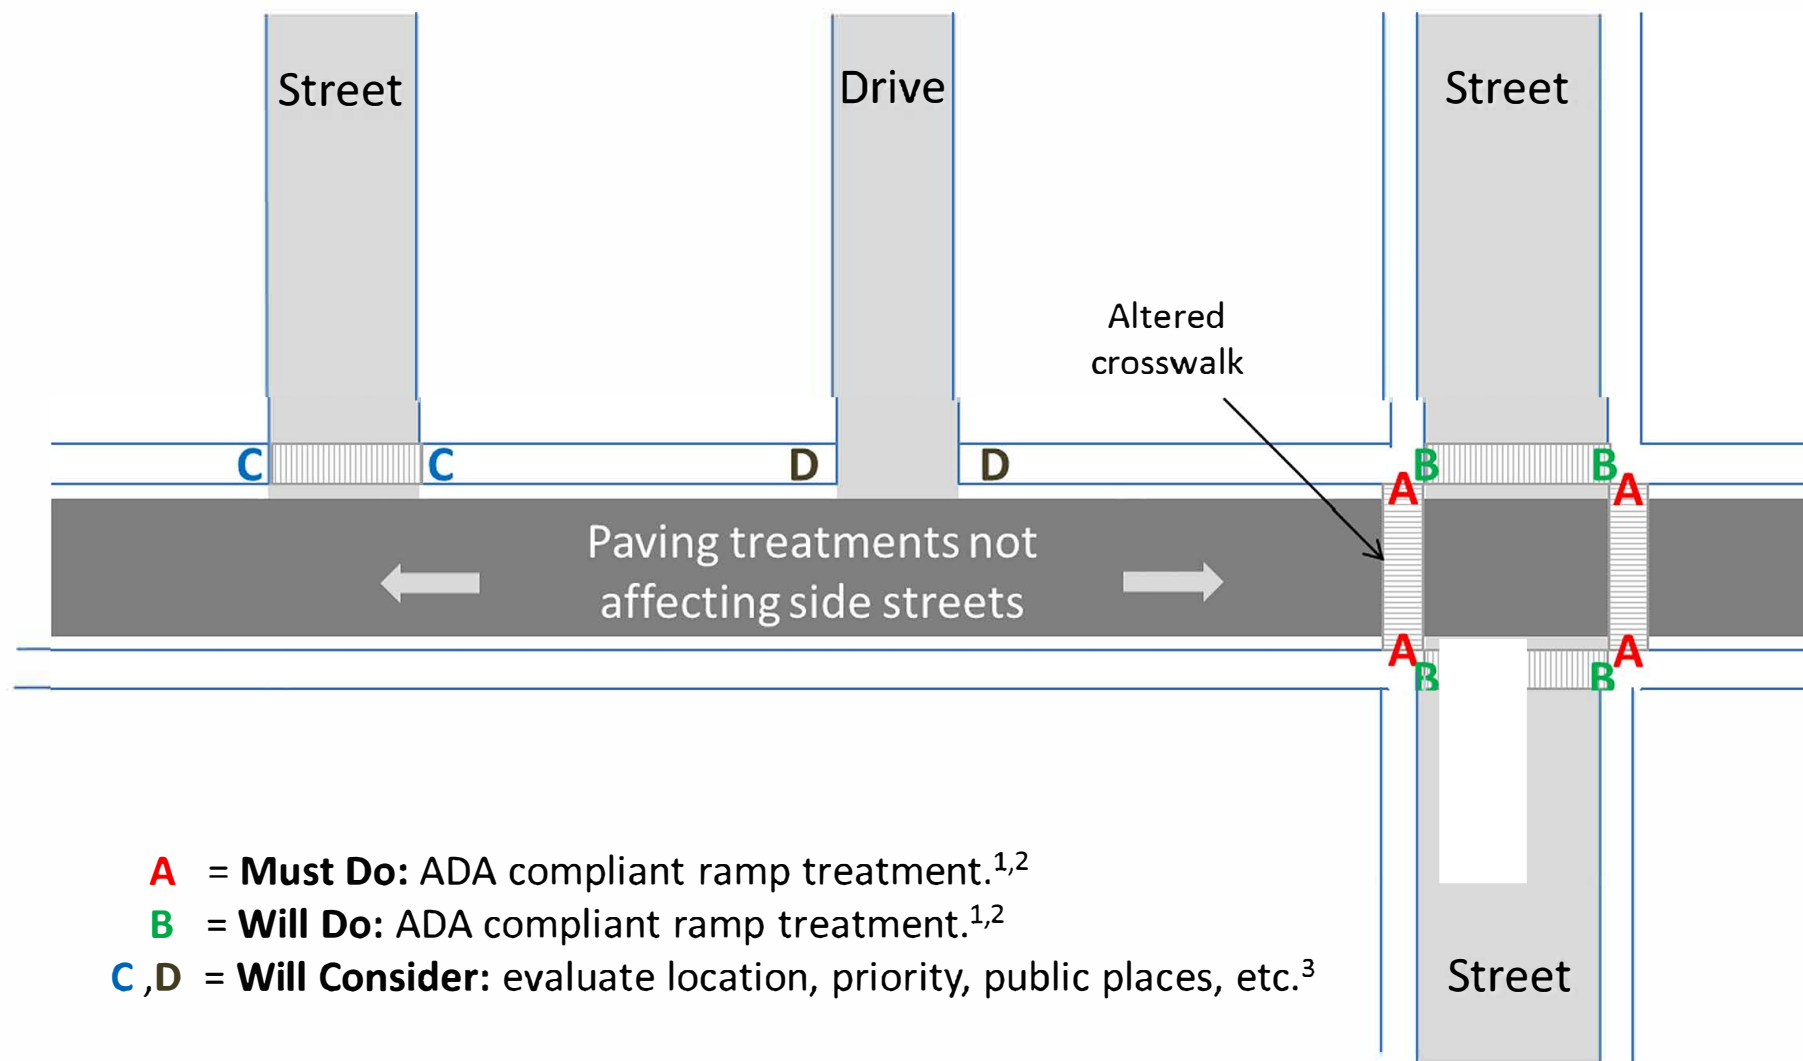 Street
Drive
Street
Altered
crosswalk
C
C
D
D
B
B
A
A
Paving treatments not
affecting side streets
A
A
B
B
A = Must Do: ADA compliant ramp treatment.1,2
B = Will Do: ADA compliant ramp treatment.1,2
C ,D = Will Consider: evaluate location, priority, public places, etc.3
Street